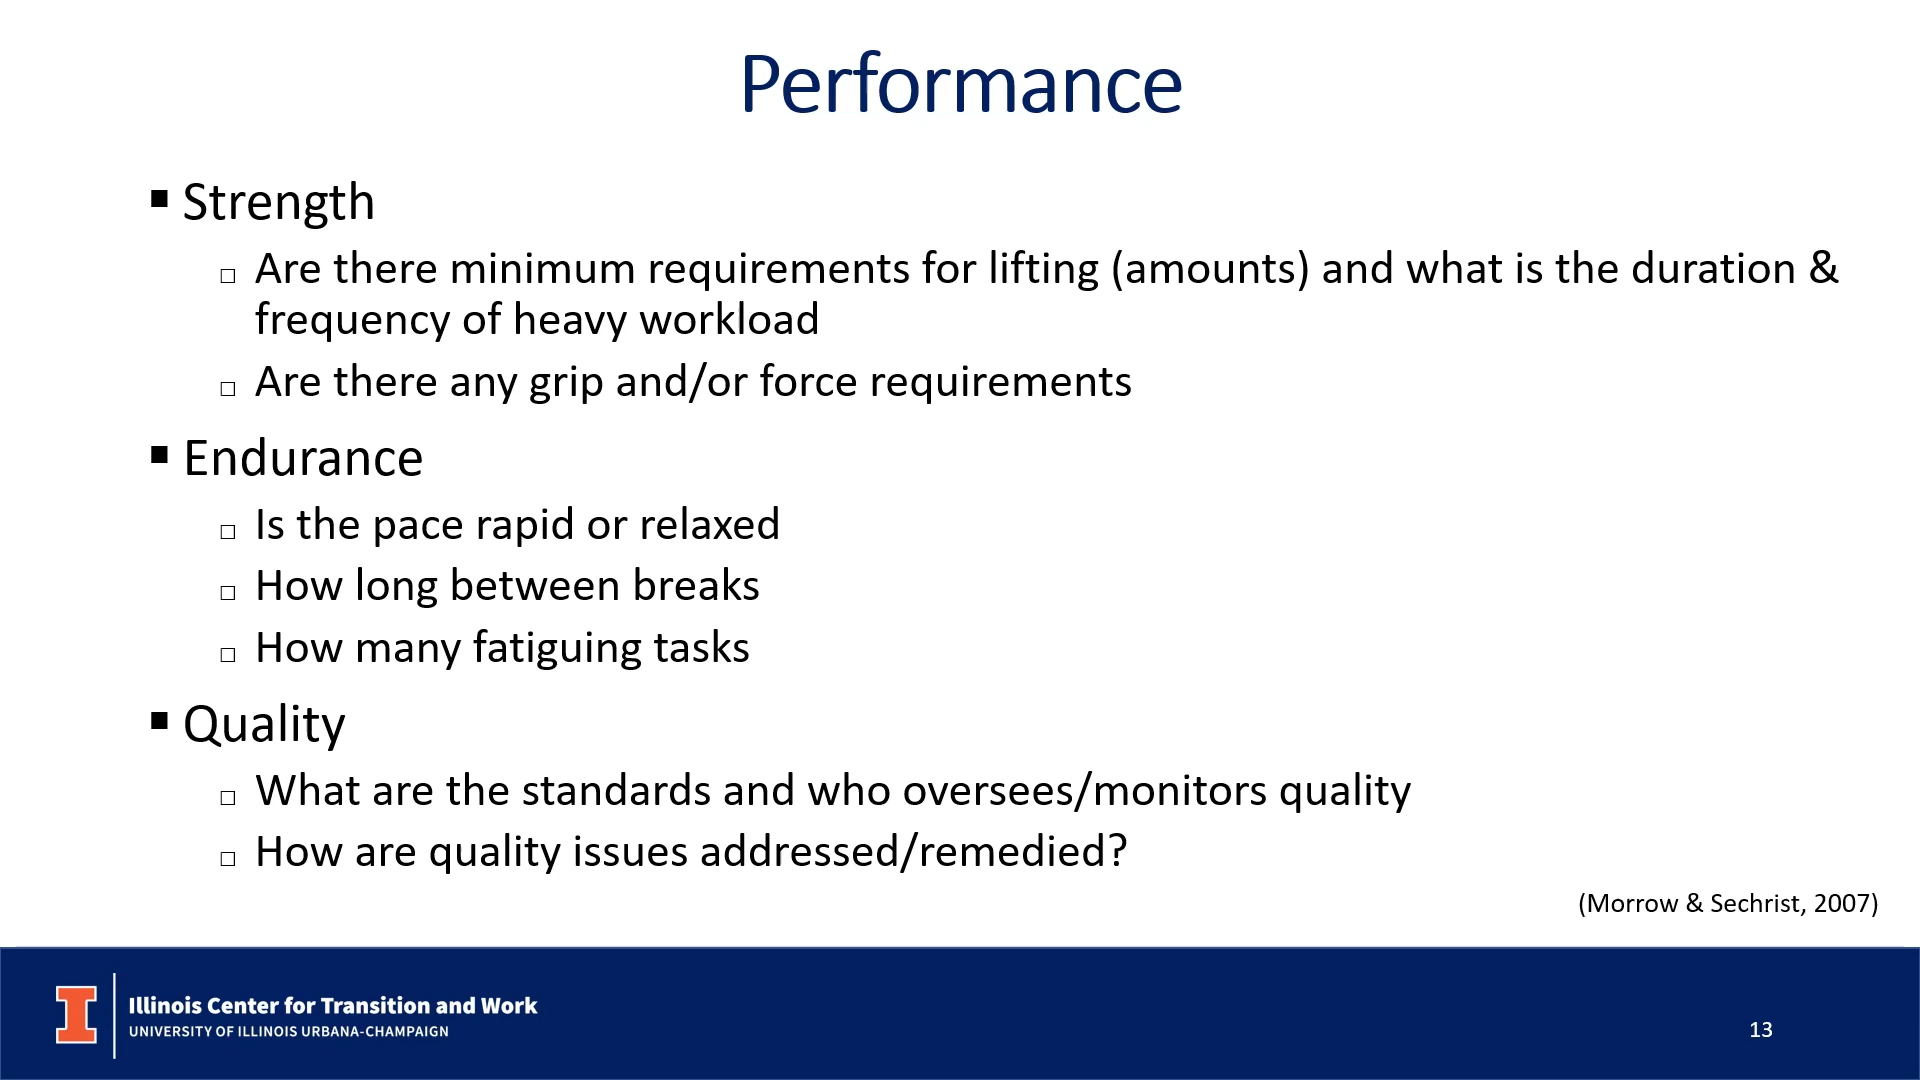 Performance
▪ Strength
□ Are there minimum requirements for lifting (amounts) and what is the duration &
frequency of heavy workload
□ Are there any grip and/or force requirements
▪ Endurance
□ Is the pace rapid or relaxed
□ How long between breaks
□ How many fatiguing tasks
▪ Quality
□ What are the standards and who oversees/monitors quality
□ How are quality issues addressed/remedied?
(Morrow & Sechrist, 2007)
Illinois Center for Transition and Work
UNIVERSITY OF ILLINOIS URBANA-CHAMPAIGN
13